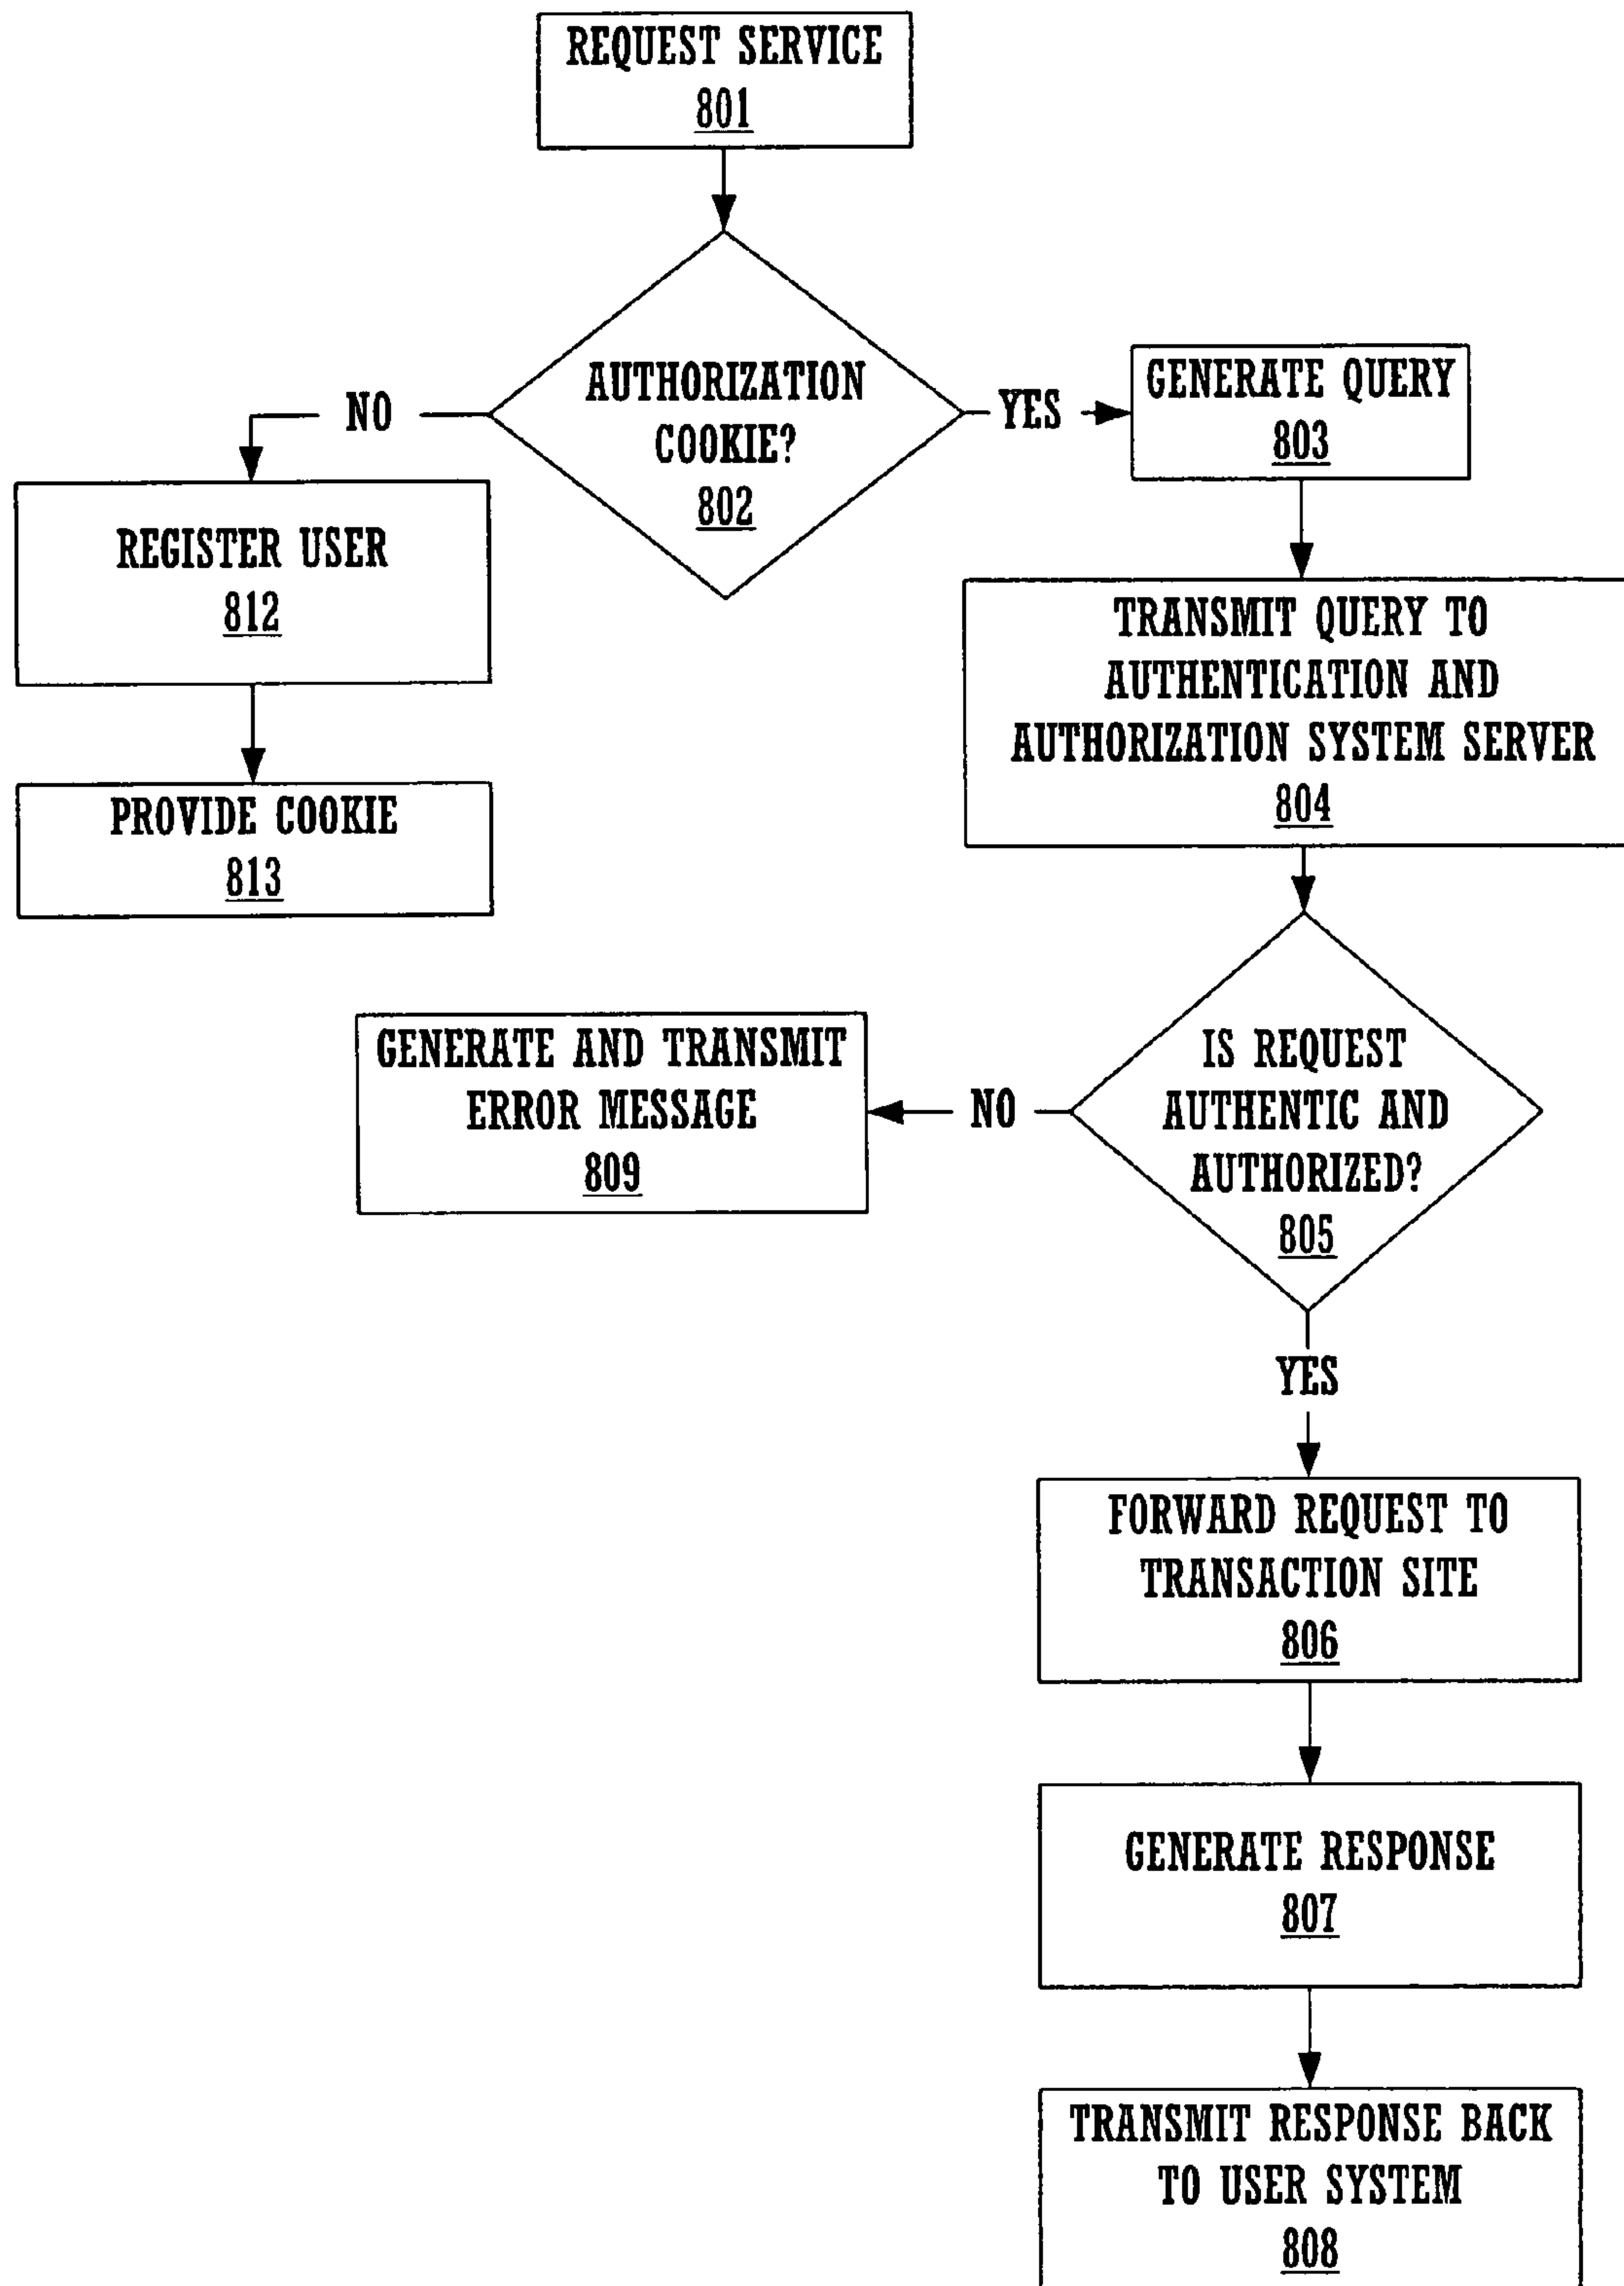 REQUEST SERVICE
801
AUTHORIZATION
COOKIE?
802
NO
YES
GENERATE QUERY
803
REGISTER USER
812
TRANSMIT QUERY TO
AUTHENTICATION AND
AUTHORIZATION SYSTEM SERVER
804
PROVIDE COOKIE
813
IS REQUEST
AUTHENTIC AND
AUTHORIZED?
805
NO
GENERATE AND TRANSMIT
ERROR MESSAGE
809
YES
FORWARD REQUEST TO
TRANSACTION SITE
806
GENERATE RESPONSE
807
TRANSMIT RESPONSE BACK
TO USER SYSTEM
808